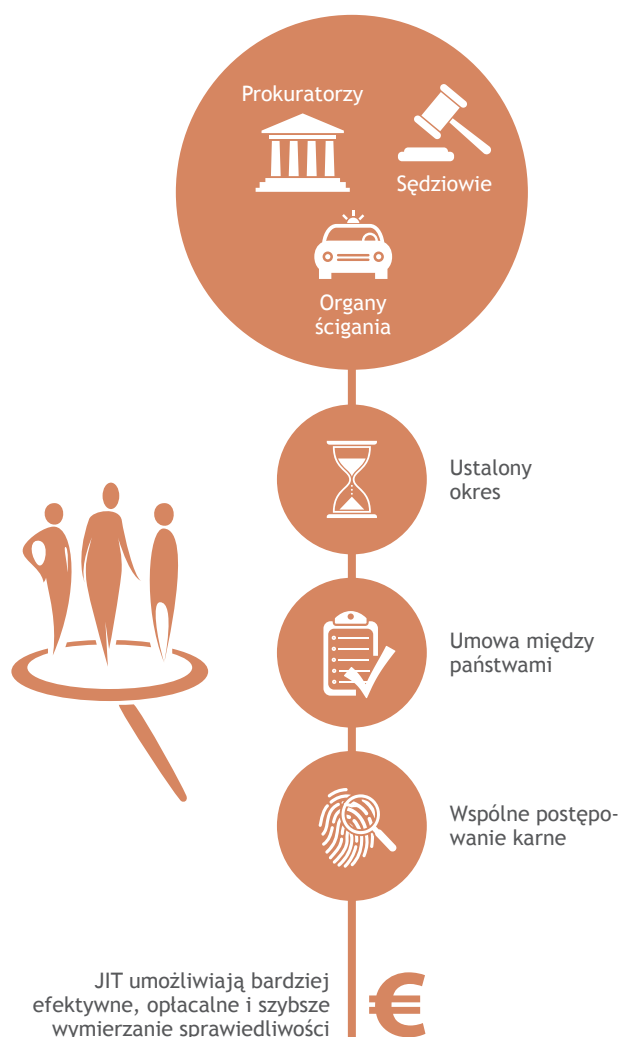 Prokuratorzy
Sędziowie
Organy
ścigania
Ustalony
okres
Umowa między
państwami
Wspólne postępo-
wanie karne
JIT umożliwiają bardziej
efektywne, opłacalne i szybsze
wymierzanie sprawiedliwości
€